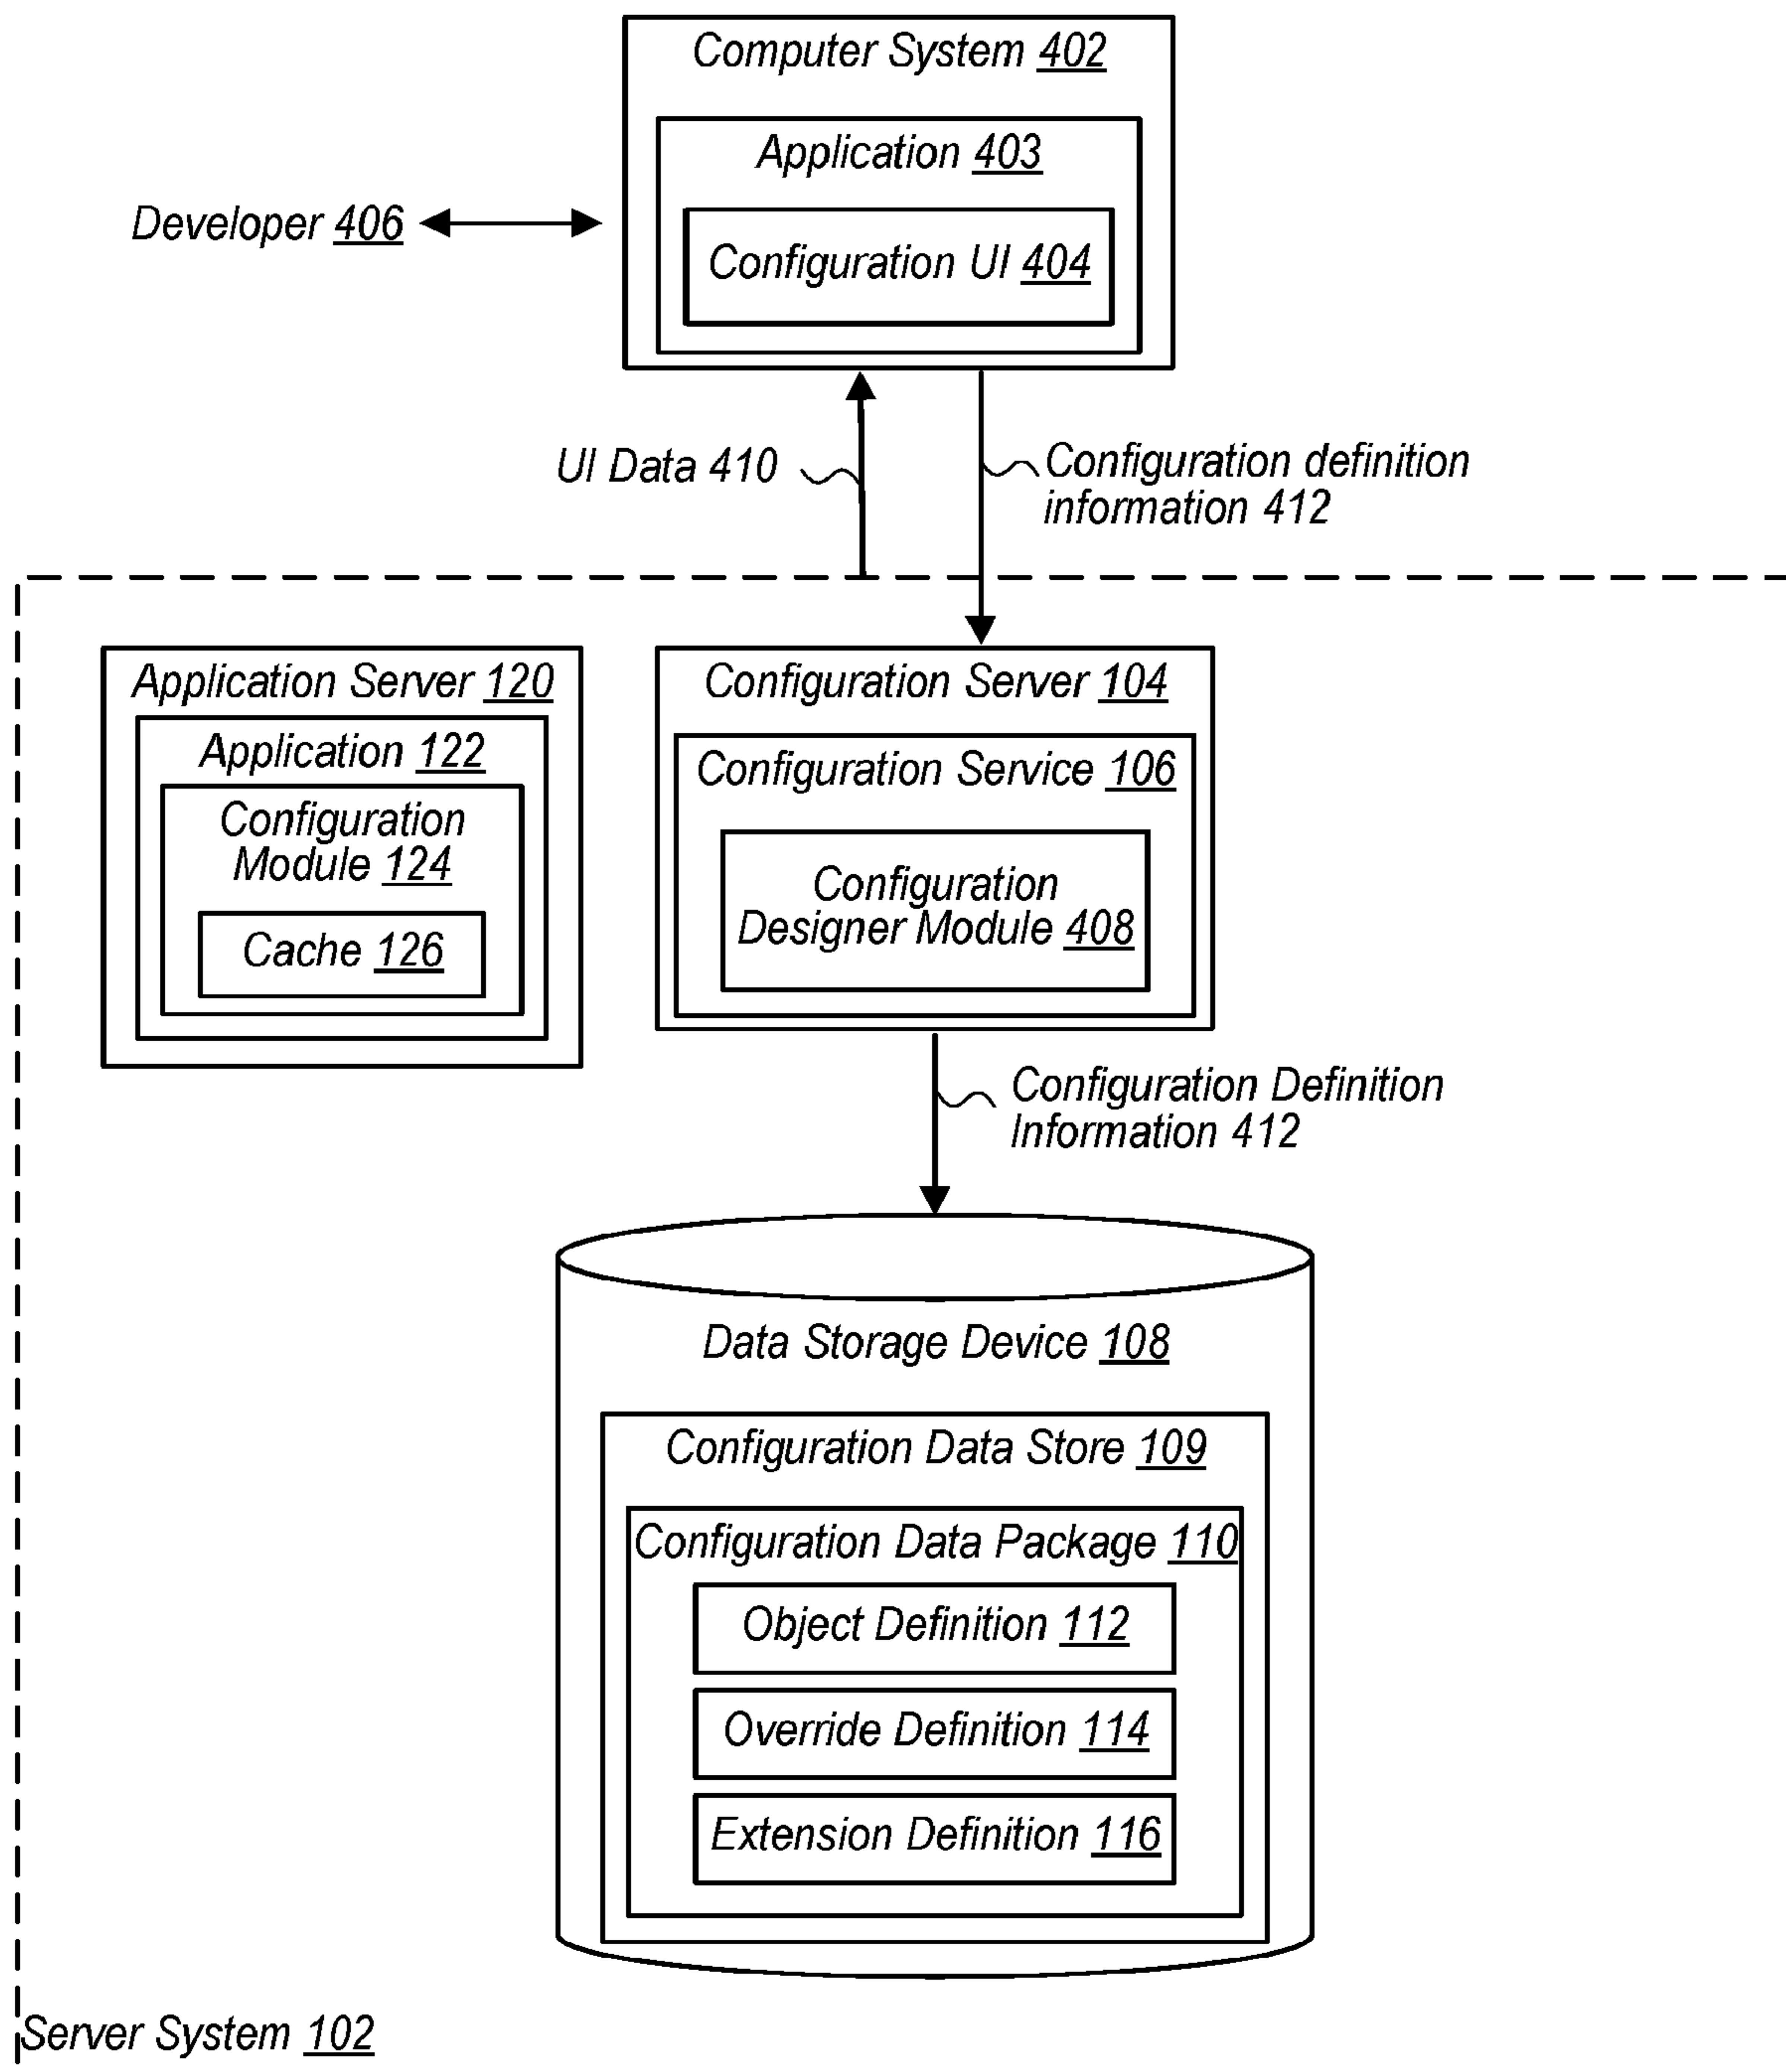 Computer System 402
Application 403
Developer 406
Configuration UI 404
UI Data 410
Configuration definition
information 412
Application Server 120
Application 122
Configuration
Module 124
Cache 126
Configuration Server 104
Configuration Service 106
Configuration
Designer Module 408
Configuration Definition
Information 412
Data Storage Device 108
Configuration Data Store 109
Configuration Data Package 110
Object Definition 112
Override Definition 114
Extension Definition 116
Server System 102